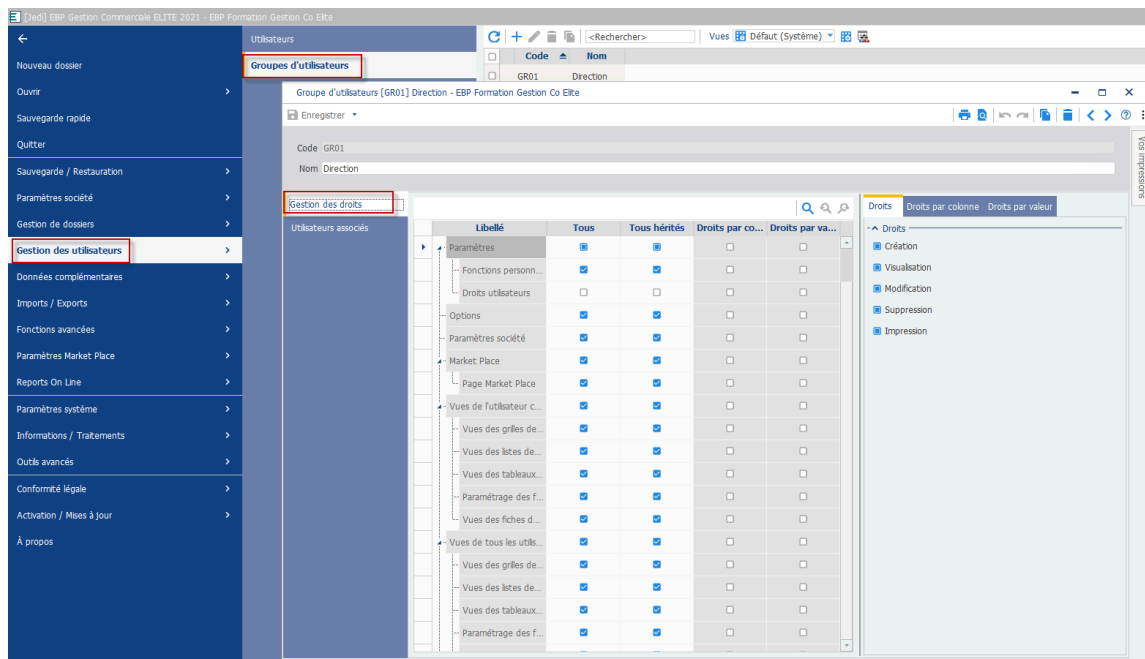 [Jedi] EBP Gestion Commerciale ELITE 2021 - EBP Formation Gestion Co Elite
Nouveau dossier
Ouvrir
Sauvegarde rapide
Quitter
Sauvegarde / Restauration
Paramètres société
Gestion de dossiers
Gestion des utilisateurs
Données complémentaires
Imports / Exports
Fonctions avancées
Paramètres Market Place
Reports On Line
Paramètres système
Informations / Traitements
Outils avancés
Conformité légale
Activation / Mises à jour
À propos
Utilisateurs
Groupes d'utilisateurs
<Rechercher> Vues Défaut (Système)
Code Nom
GR01 Direction
Groupe d'utilisateurs [GR01] Direction - EBP Formation Gestion Co Elite
Enregistrer
Code GR01
Nom Direction
Vos impressions
Gestion des droits
Utilisateurs associés
Libellé Tous Tous hérités Droits par co... Droits par va...
Paramètres
Fonctions personn...
Droits utilisateurs
Options
Paramètres société
Market Place
Page Market Place
Vues de l'utilisateur c...
Vues des grilles de...
Vues des listes de...
Vues des tableaux...
Paramétrage des f...
Vues des fiches d...
Vues de tous les utilis...
Vues des grilles de...
Vues des listes de...
Vues des tableaux...
Paramétrage des f...
Droits Droits par colonne Droits par valeur
Droits
Création
Visualisation
Modification
Suppression
Impression